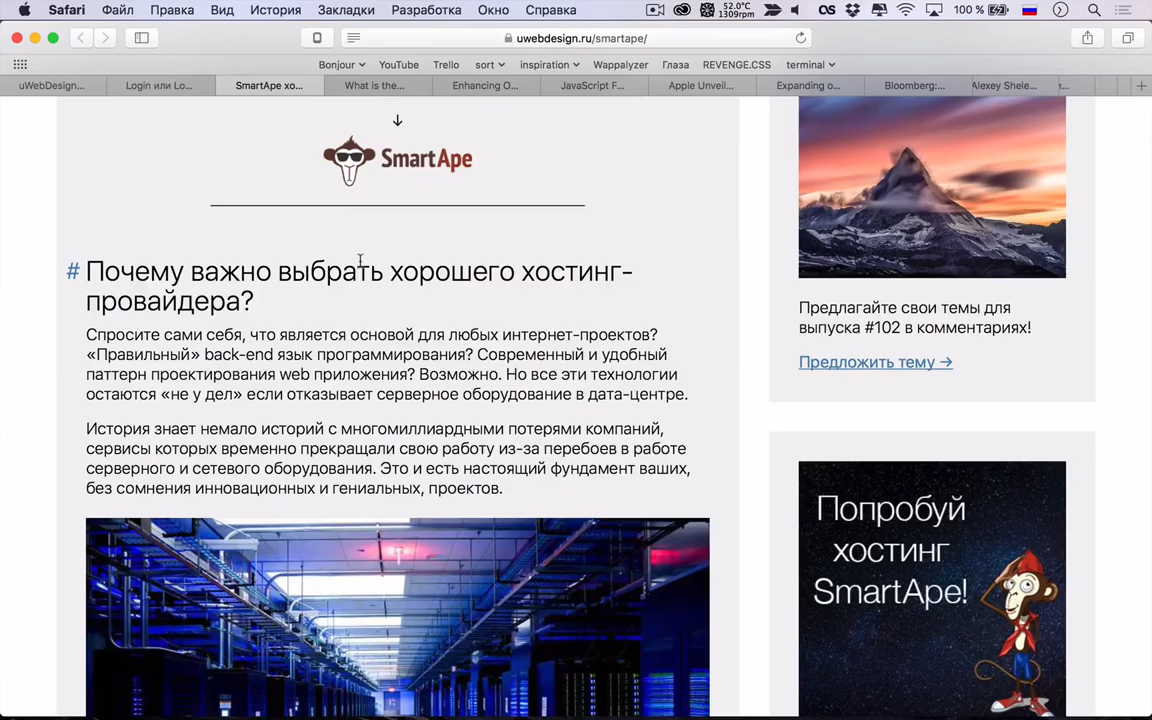 Safari Файл Правка Вид История Закладки Разработка Окно Справка 52.0°C 1309rpm 100 %
uwebdesign.ru/smartape/
Bonjour YouTube Trello sort inspiration Wappalyzer Глаза REVENGE.CSS terminal
uWebDesign... Login или Lo... SmartApe хо... What is the... Enhancing O... JavaScript F... Apple Unveil... Expanding o... Bloomberg:... Alexey Shele...
SmartApe
# Почему важно выбрать хорошего хостинг-
провайдера?
Спросите сами себя, что является основой для любых интернет-проектов?
«Правильный» back-end язык программирования? Современный и удобный
паттерн проектирования web приложения? Возможно. Но все эти технологии
остаются «не у дел» если отказывает серверное оборудование в дата-центре.
История знает немало историй с многомиллиардными потерями компаний,
сервисы которых временно прекращали свою работу из-за перебоев в работе
серверного и сетевого оборудования. Это и есть настоящий фундамент ваших,
без сомнения инновационных и гениальных, проектов.
Предлагайте свои темы для
выпуска #102 в комментариях!
Предложить тему →
Попробуй
хостинг
SmartApe!